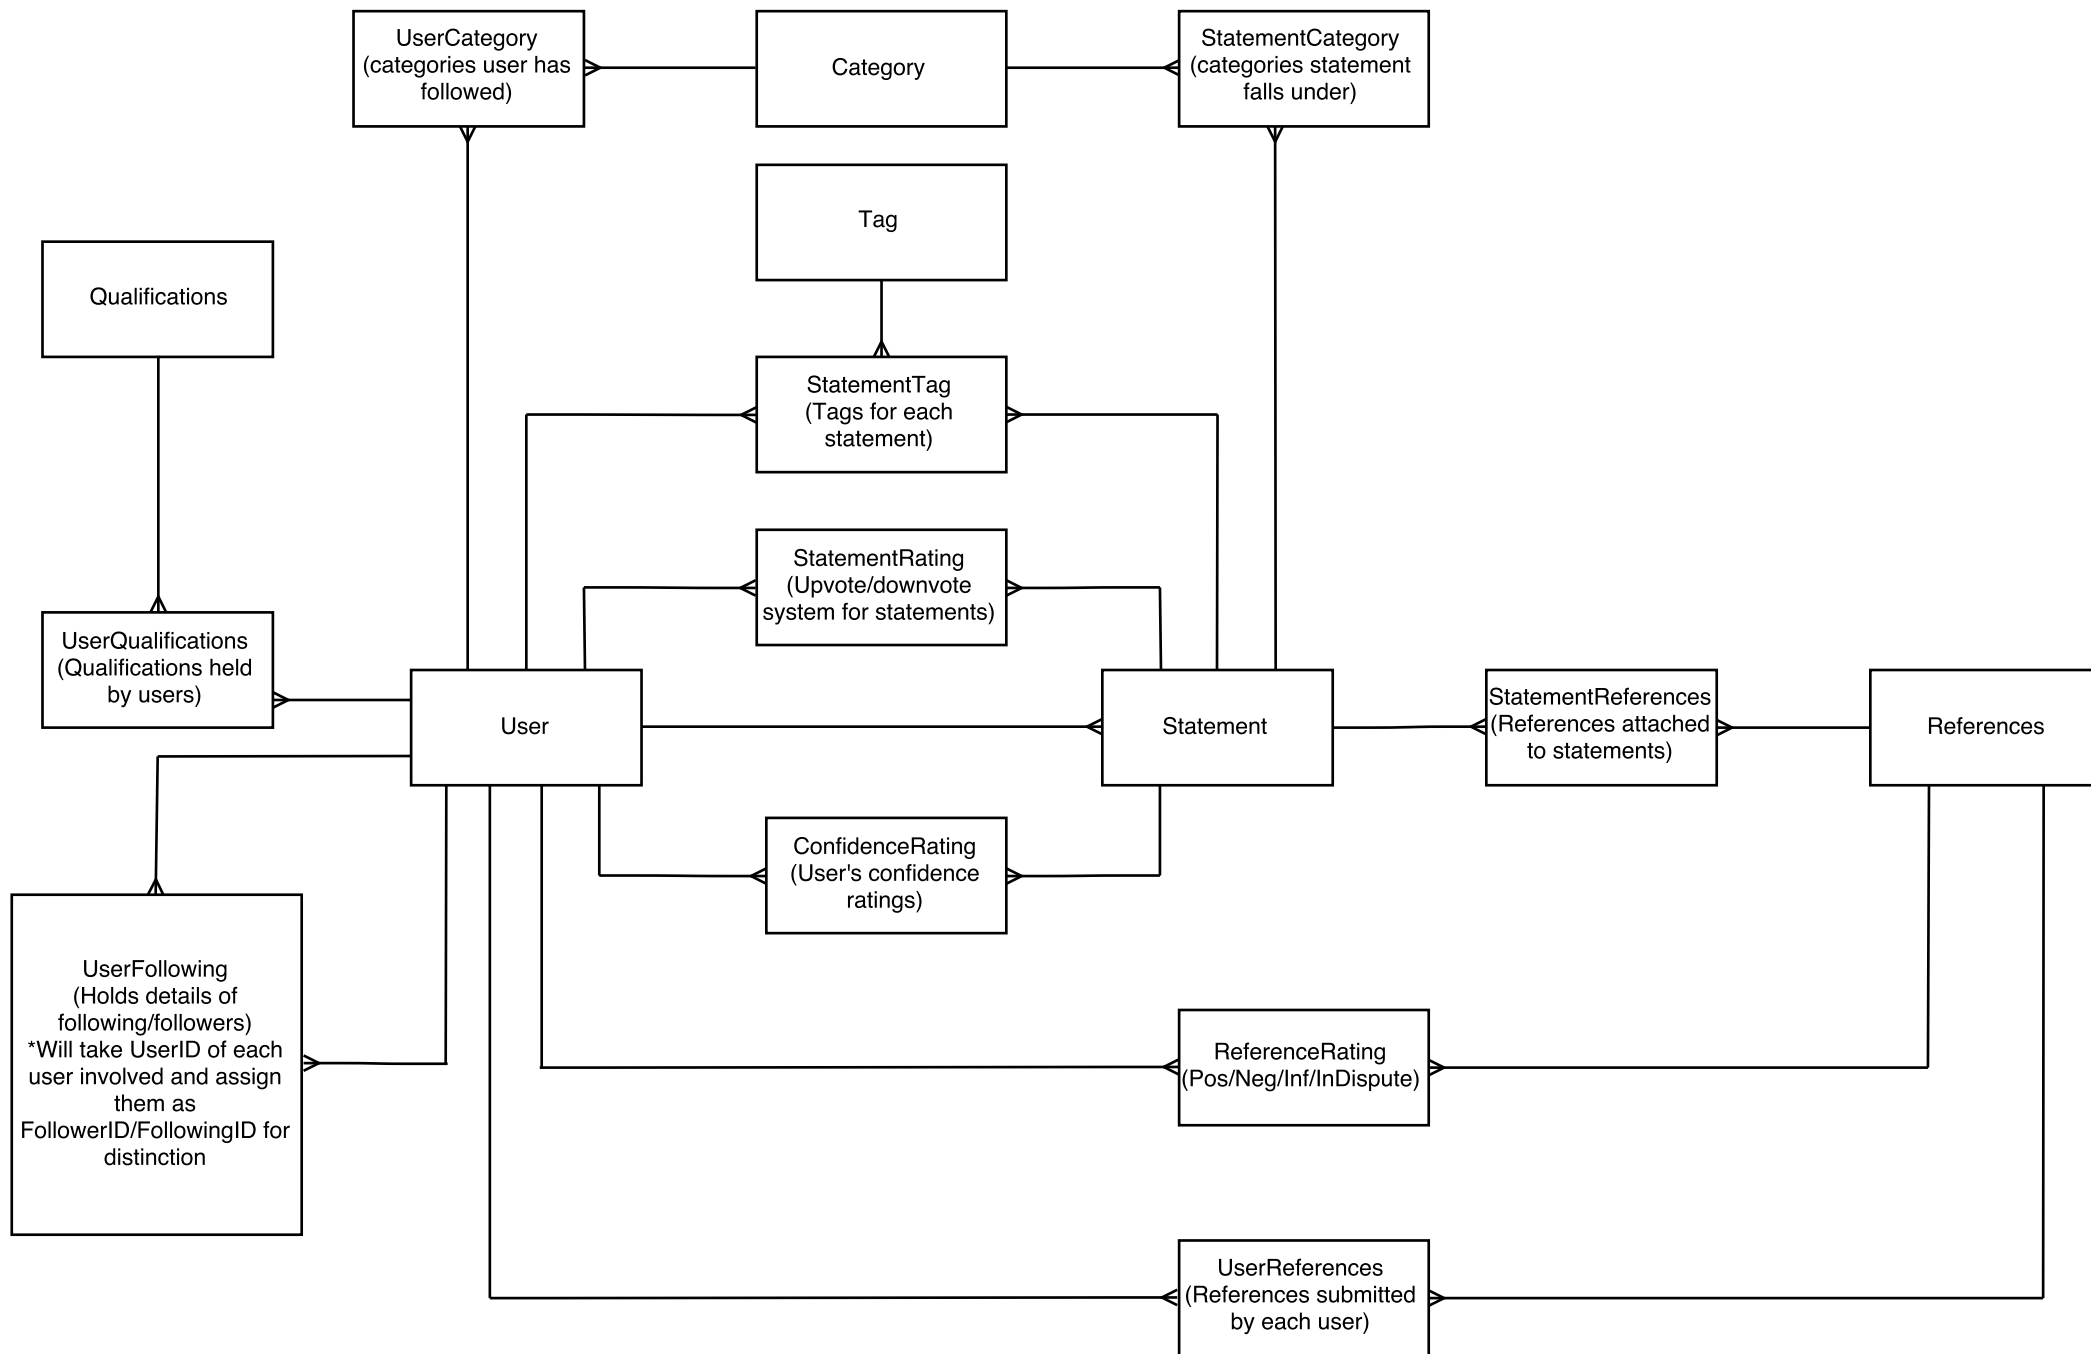 UserCategory
(categories user has
followed)
Category
StatementCategory
(categories statement
falls under)
Tag
Qualifications
StatementTag
(Tags for each
statement)
StatementRating
(Upvote/downvote
system for statements)
UserQualifications
(Qualifications held
by users)
User
Statement
StatementReferences
(References attached
to statements)
References
ConfidenceRating
(User's confidence
ratings)
UserFollowing
(Holds details of
following/followers)
*Will take UserID of each
user involved and assign
them as
FollowerID/FollowingID for
distinction
ReferenceRating
(Pos/Neg/Inf/InDispute)
UserReferences
(References submitted
by each user)